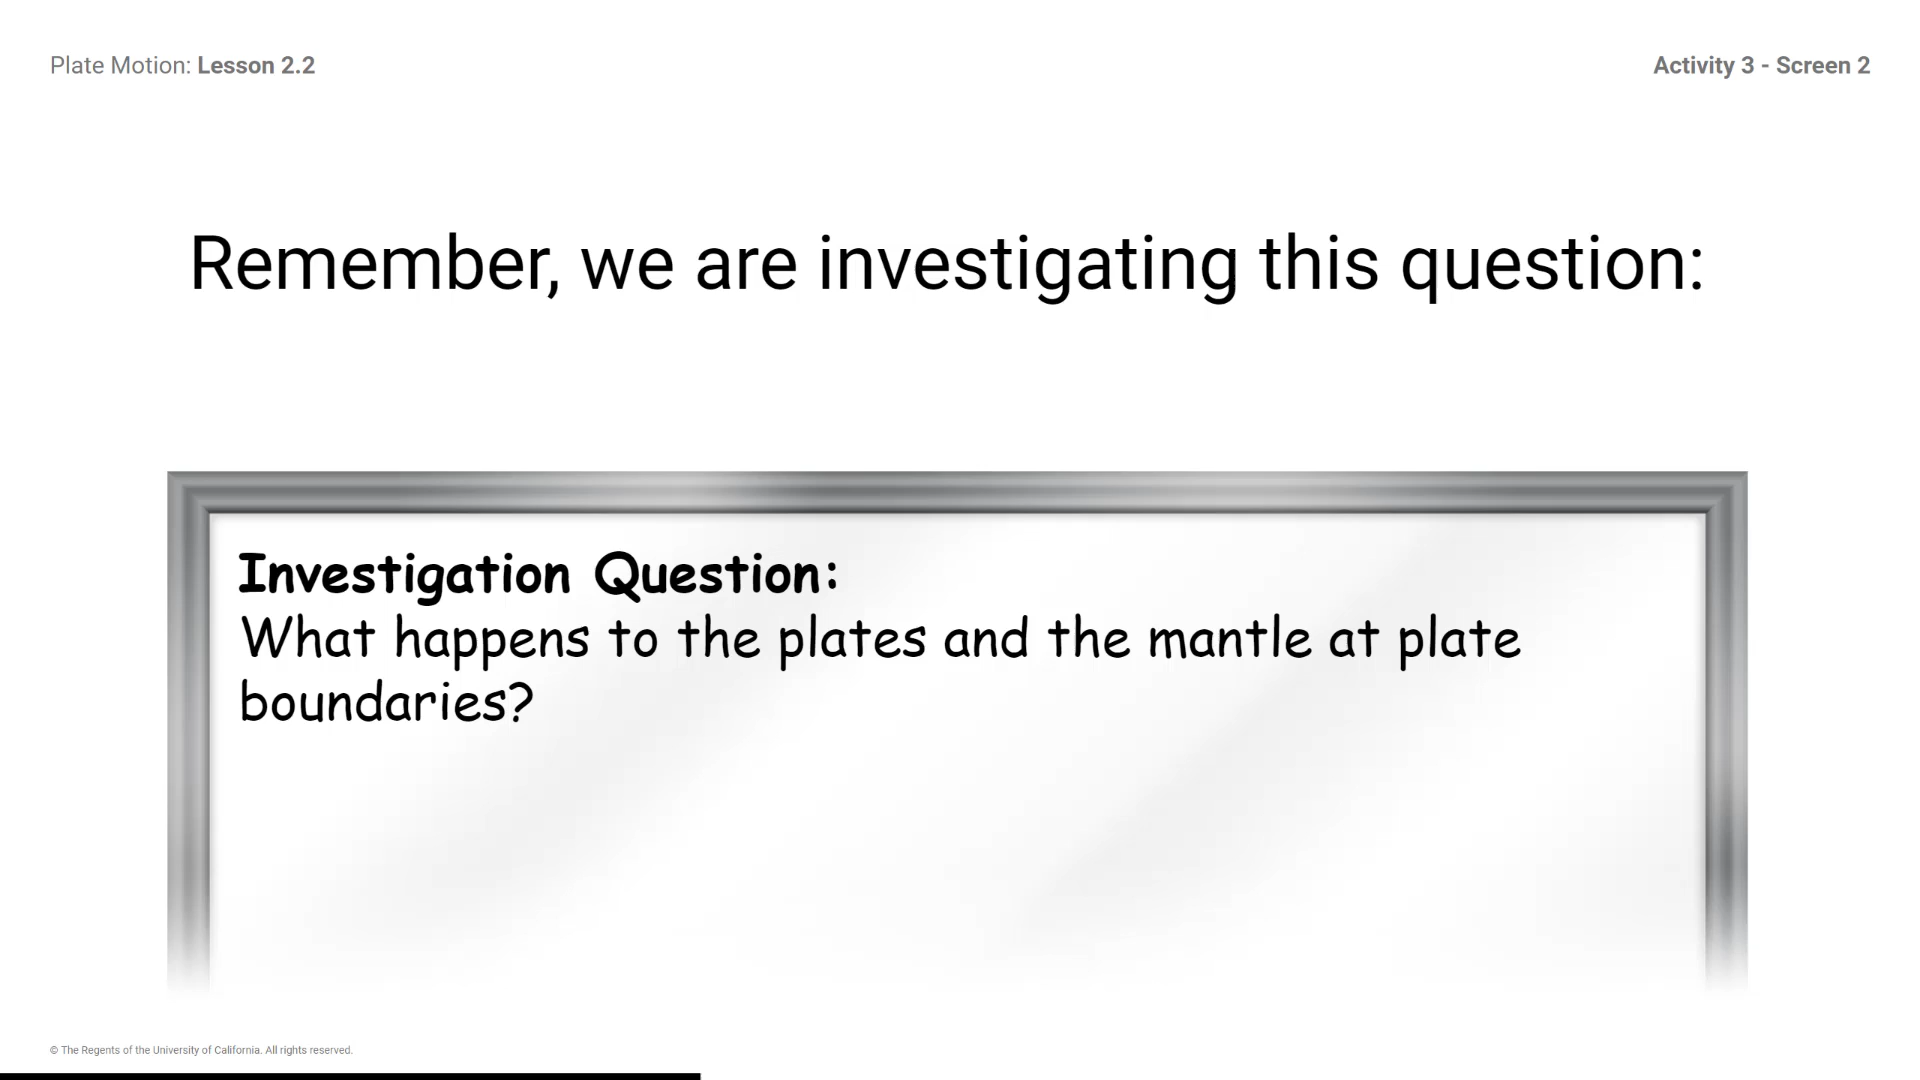 Plate Motion: Lesson 2.2
Activity 3 - Screen 2
Remember, we are investigating this question:
Investigation Question:
What happens to the plates and the mantle at plate
boundaries?
© The Regents of the University of California. All rights reserved.